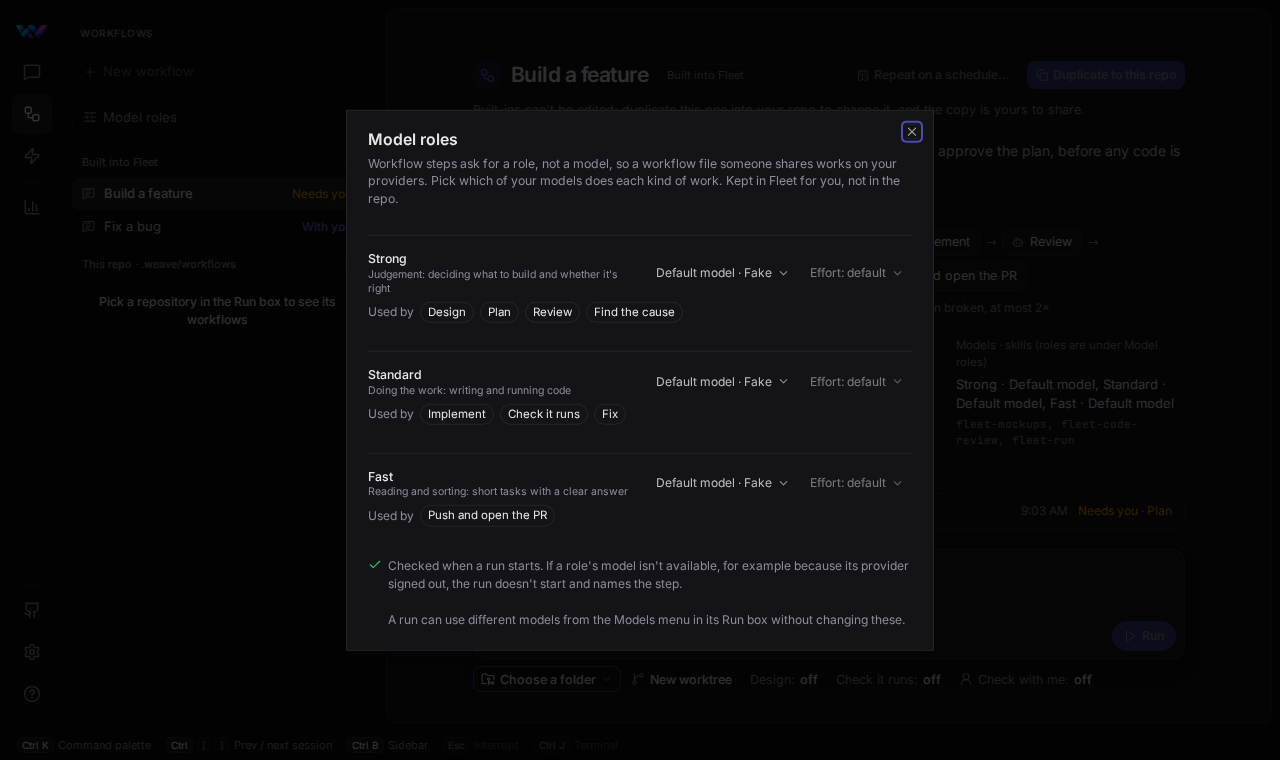 WORKFLOWS
New workflow
Model roles
Built into Fleet
Build a feature
Needs yo
Fix a bug
With yo
This repo · .weave/workflows
Pick a repository in the Run box to see its
workflows
Build a feature
Built into Fleet
Repeat on a schedule...
Duplicate to this repo
Built-ins can't be edited: duplicate this one into your repo to change it, and the copy is yours to share.
approve the plan, before any code is
ement → Review →
d open the PR
n broken, at most 2×
Models · skills (roles are under Model
roles)
Strong · Default model, Standard ·
Default model, Fast · Default model
fleet-mockups, fleet-code-
review, fleet-run
9:03 AM Needs you · Plan
Run
Choose a folder
New worktree
Design: off
Check it runs: off
Check with me: off
Model roles
Workflow steps ask for a role, not a model, so a workflow file someone shares works on your
providers. Pick which of your models does each kind of work. Kept in Fleet for you, not in the
repo.
Strong
Judgement: deciding what to build and whether it's
right
Default model · Fake
Effort: default
Used by Design Plan Review Find the cause
Standard
Doing the work: writing and running code
Default model · Fake
Effort: default
Used by Implement Check it runs Fix
Fast
Reading and sorting: short tasks with a clear answer
Default model · Fake
Effort: default
Used by Push and open the PR
Checked when a run starts. If a role's model isn't available, for example because its provider
signed out, the run doesn't start and names the step.
A run can use different models from the Models menu in its Run box without changing these.
Ctrl K Command palette Ctrl [ ] Prev / next session Ctrl B Sidebar Esc Interrupt Ctrl J Terminal